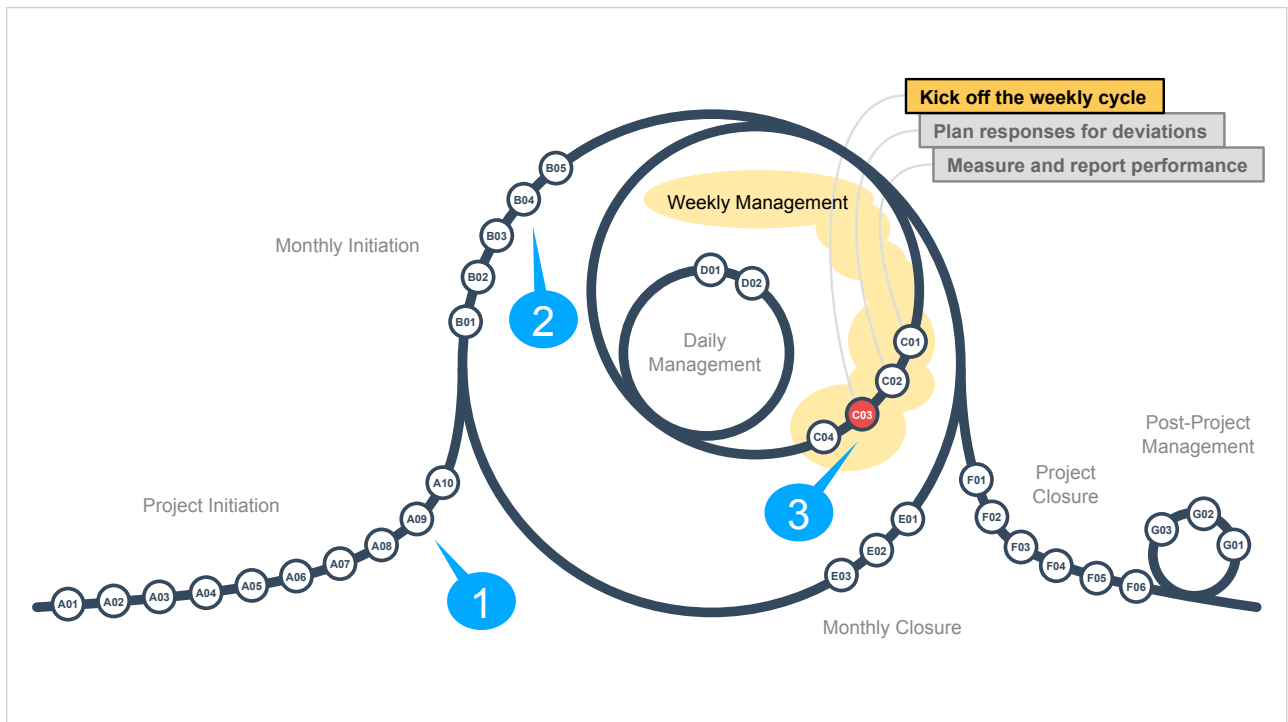 Kick off the weekly cycle
Plan responses for deviations
Measure and report performance
B05
B04
Weekly Management
B03
Monthly Initiation
B02
D01
D02
B01
2
Daily
Management
C01
C02
C03
C04
Post-Project
Management
A10
Project
Closure
F01
Project Initiation
3
A09
E01
F02
G02
G03
G01
A08
E02
F03
A07
F04
A06
E03
F05
A05
F06
A04
A03
A02
A01
1
Monthly Closure